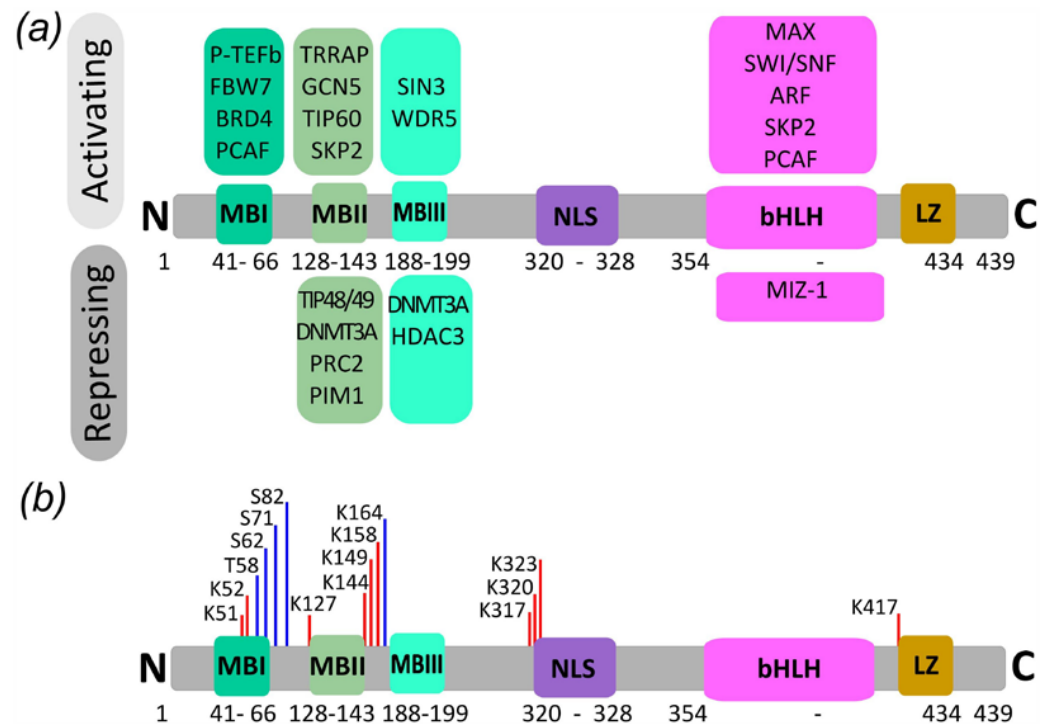 (a)
Activating
P-TEFb
FBW7
BRD4
PCAF
TRRAP
GCN5
TIP60
SKP2
SIN3
WDR5
MAX
SWI/SNF
ARF
SKP2
PCAF
N MBI MBII MBIII NLS bHLH LZ C
1 41- 66 128-143 188-199 320 - 328 354 - 434 439
Repressing
TIP48/49
DNMT3A
PRC2
PIM1
DNMT3A
HDAC3
MIZ-1
(b)
S82
S71
S62
T58
K52
K51
K127
K164
K158
K149
K144
K323
K320
K317
K417
N MBI MBII MBIII NLS bHLH LZ C
1 41- 66 128-143 188-199 320 - 328 354 - 434 439